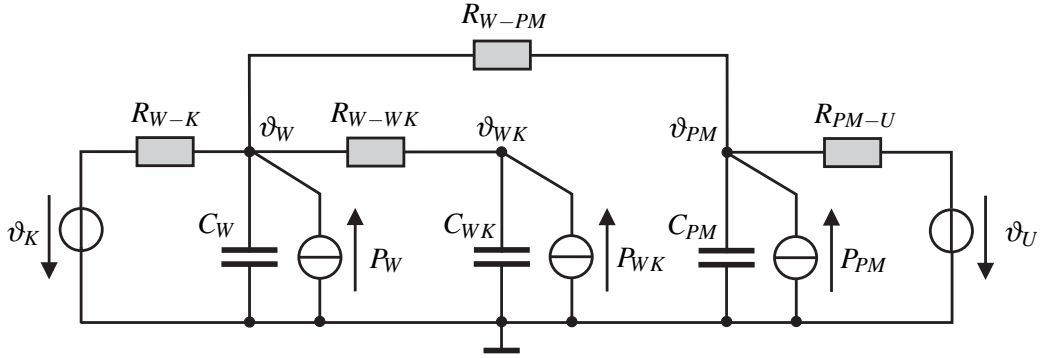 R_{W-PM}
R_{W-K}
ϑ_W
R_{W-WK}
ϑ_{WK}
ϑ_{PM}
R_{PM-U}
ϑ_K
C_W
P_W
C_{WK}
P_{WK}
C_{PM}
P_{PM}
ϑ_U